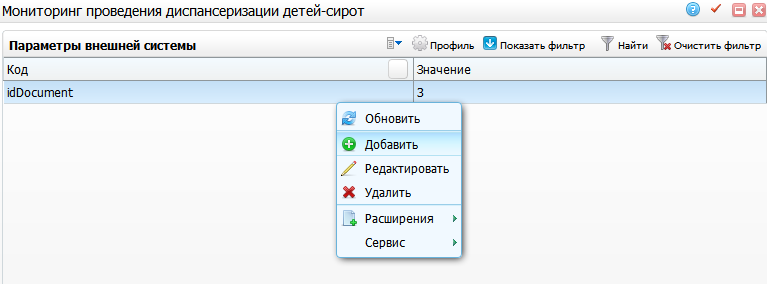 Мониторинг проведения диспансеризации детей-сирот
Параметры внешней системы Профиль Показать фильтр Найти Очистить фильтр
Код Значение
idDocument 3
Обновить
Добавить
Редактировать
Удалить
Расширения
Сервис